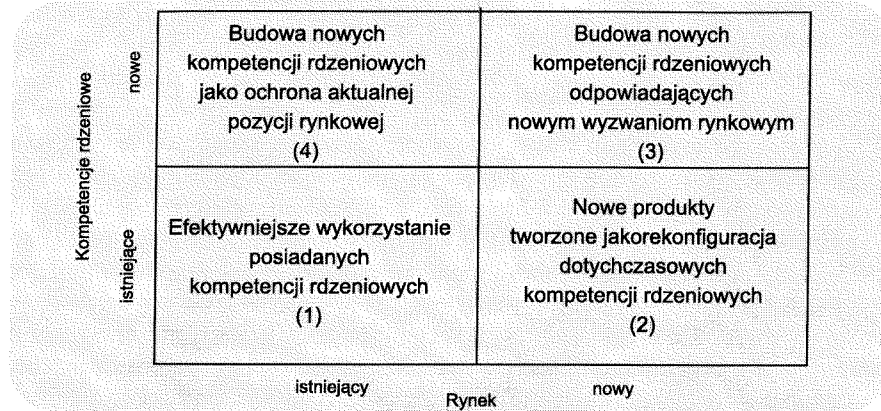 Kompetencje rdzeniowe
nowe
istniejące
Budowa nowych
kompetencji rdzeniowych
jako ochrona aktualnej
pozycji rynkowej
(4)
Budowa nowych
kompetencji rdzeniowych
odpowiadających
nowym wyzwaniom rynkowym
(3)
Efektywniejsze wykorzystanie
posiadanych
kompetencji rdzeniowych
(1)
Nowe produkty
tworzone jakorekonfiguracja
dotychczasowych
kompetencji rdzeniowych
(2)
istniejący
nowy
Rynek